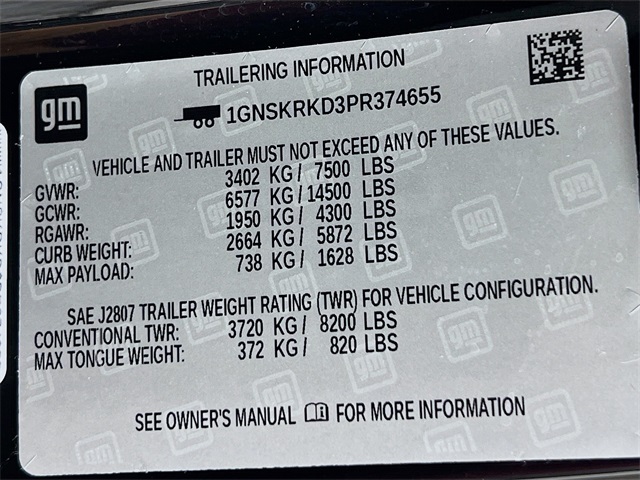 TRAILERING INFORMATION
gm
1GNSKRKD3PR374655
VEHICLE AND TRAILER MUST NOT EXCEED ANY OF THESE VALUES.
GVWR: 3402 KG/ 7500 LBS
GCWR: 6577 KG/ 14500 LBS
RGAWR: 1950 KG/ 4300 LBS
CURB WEIGHT: 2664 KG/ 5872 LBS
MAX PAYLOAD: 738 KG/ 1628 LBS
SAE J2807 TRAILER WEIGHT RATING (TWR) FOR VEHICLE CONFIGURATION.
CONVENTIONAL TWR: 3720 KG/ 8200 LBS
MAX TONGUE WEIGHT: 372 KG/ 820 LBS
SEE OWNER'S MANUAL FOR MORE INFORMATION